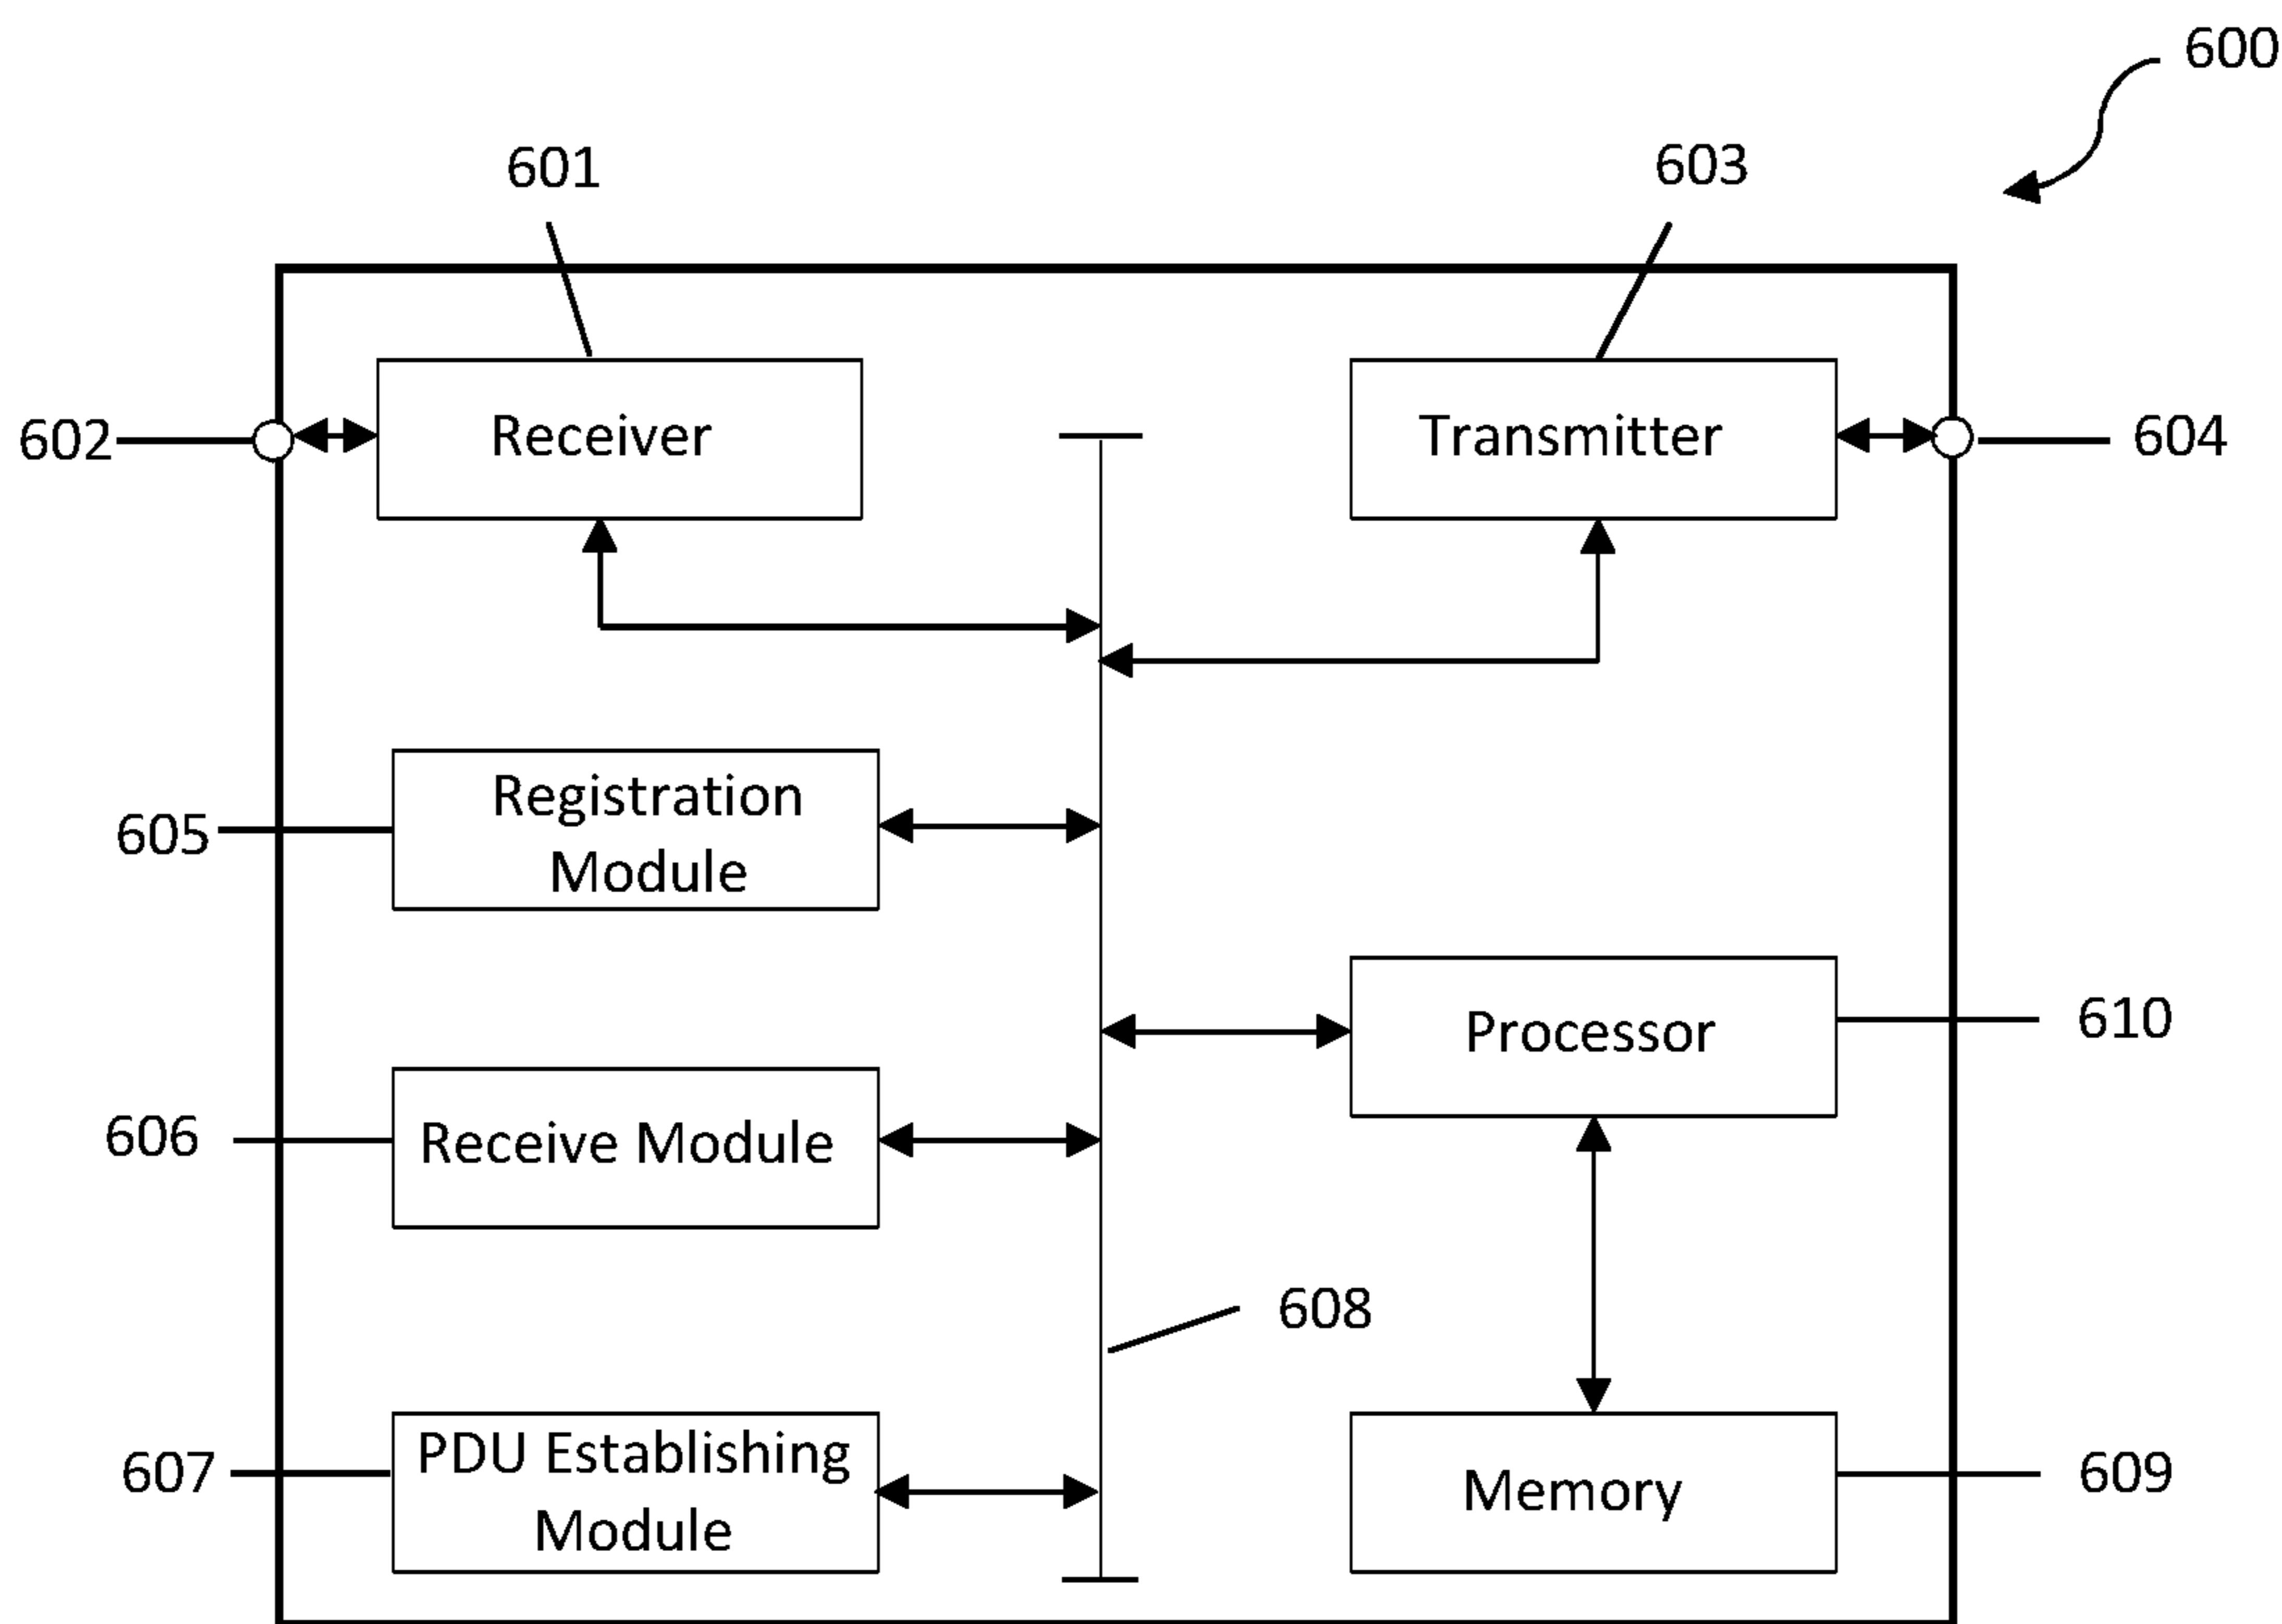 600
601
603
602
Receiver
Transmitter
604
605
Registration
Module
610
Processor
606
Receive Module
608
607
PDU Establishing
Module
Memory
609